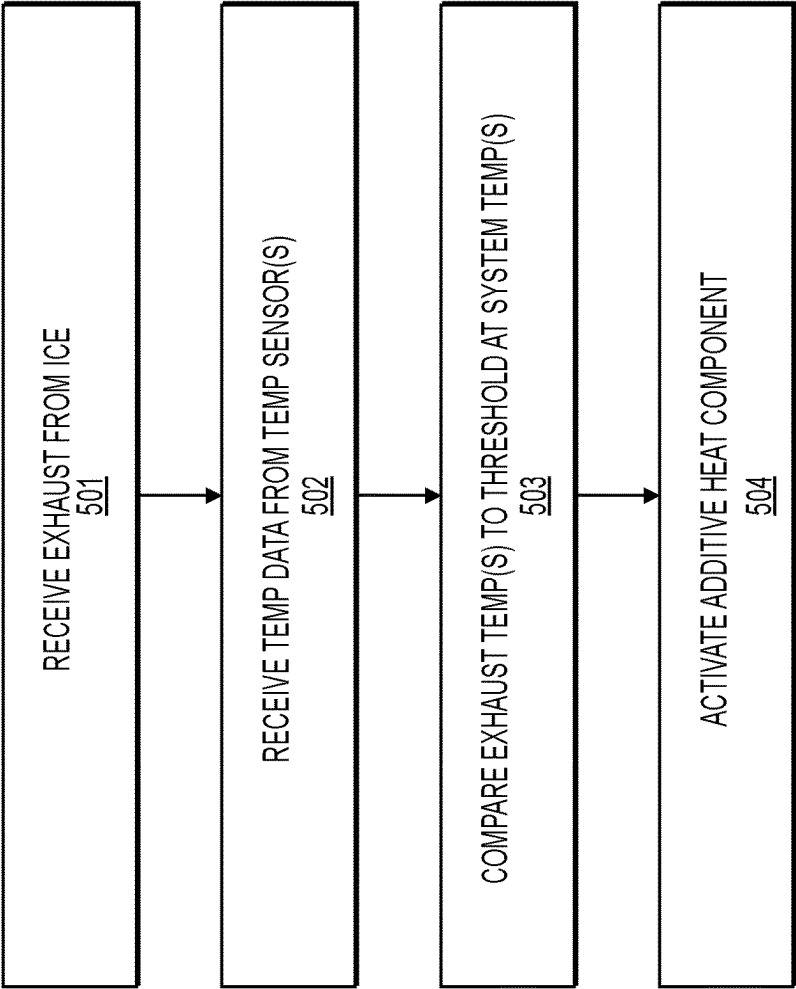 RECEIVE EXHAUST FROM ICE
501
RECEIVE TEMP DATA FROM TEMP SENSOR(S)
502
COMPARE EXHAUST TEMP(S) TO THRESHOLD AT SYSTEM TEMP(S)
503
ACTIVATE ADDITIVE HEAT COMPONENT
504